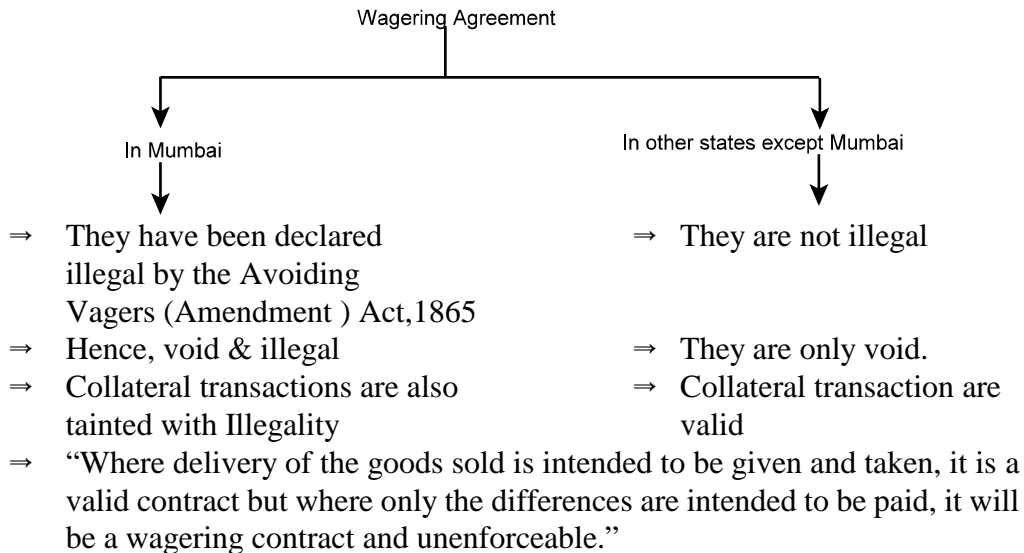 Wagering Agreement
In Mumbai
In other states except Mumbai
⇒ They have been declared
illegal by the Avoiding
Vagers (Amendment ) Act,1865
⇒ They are not illegal
⇒ Hence, void & illegal
⇒ They are only void.
⇒ Collateral transactions are also
tainted with Illegality
⇒ Collateral transaction are
valid
⇒ “Where delivery of the goods sold is intended to be given and taken, it is a
valid contract but where only the differences are intended to be paid, it will
be a wagering contract and unenforceable.”